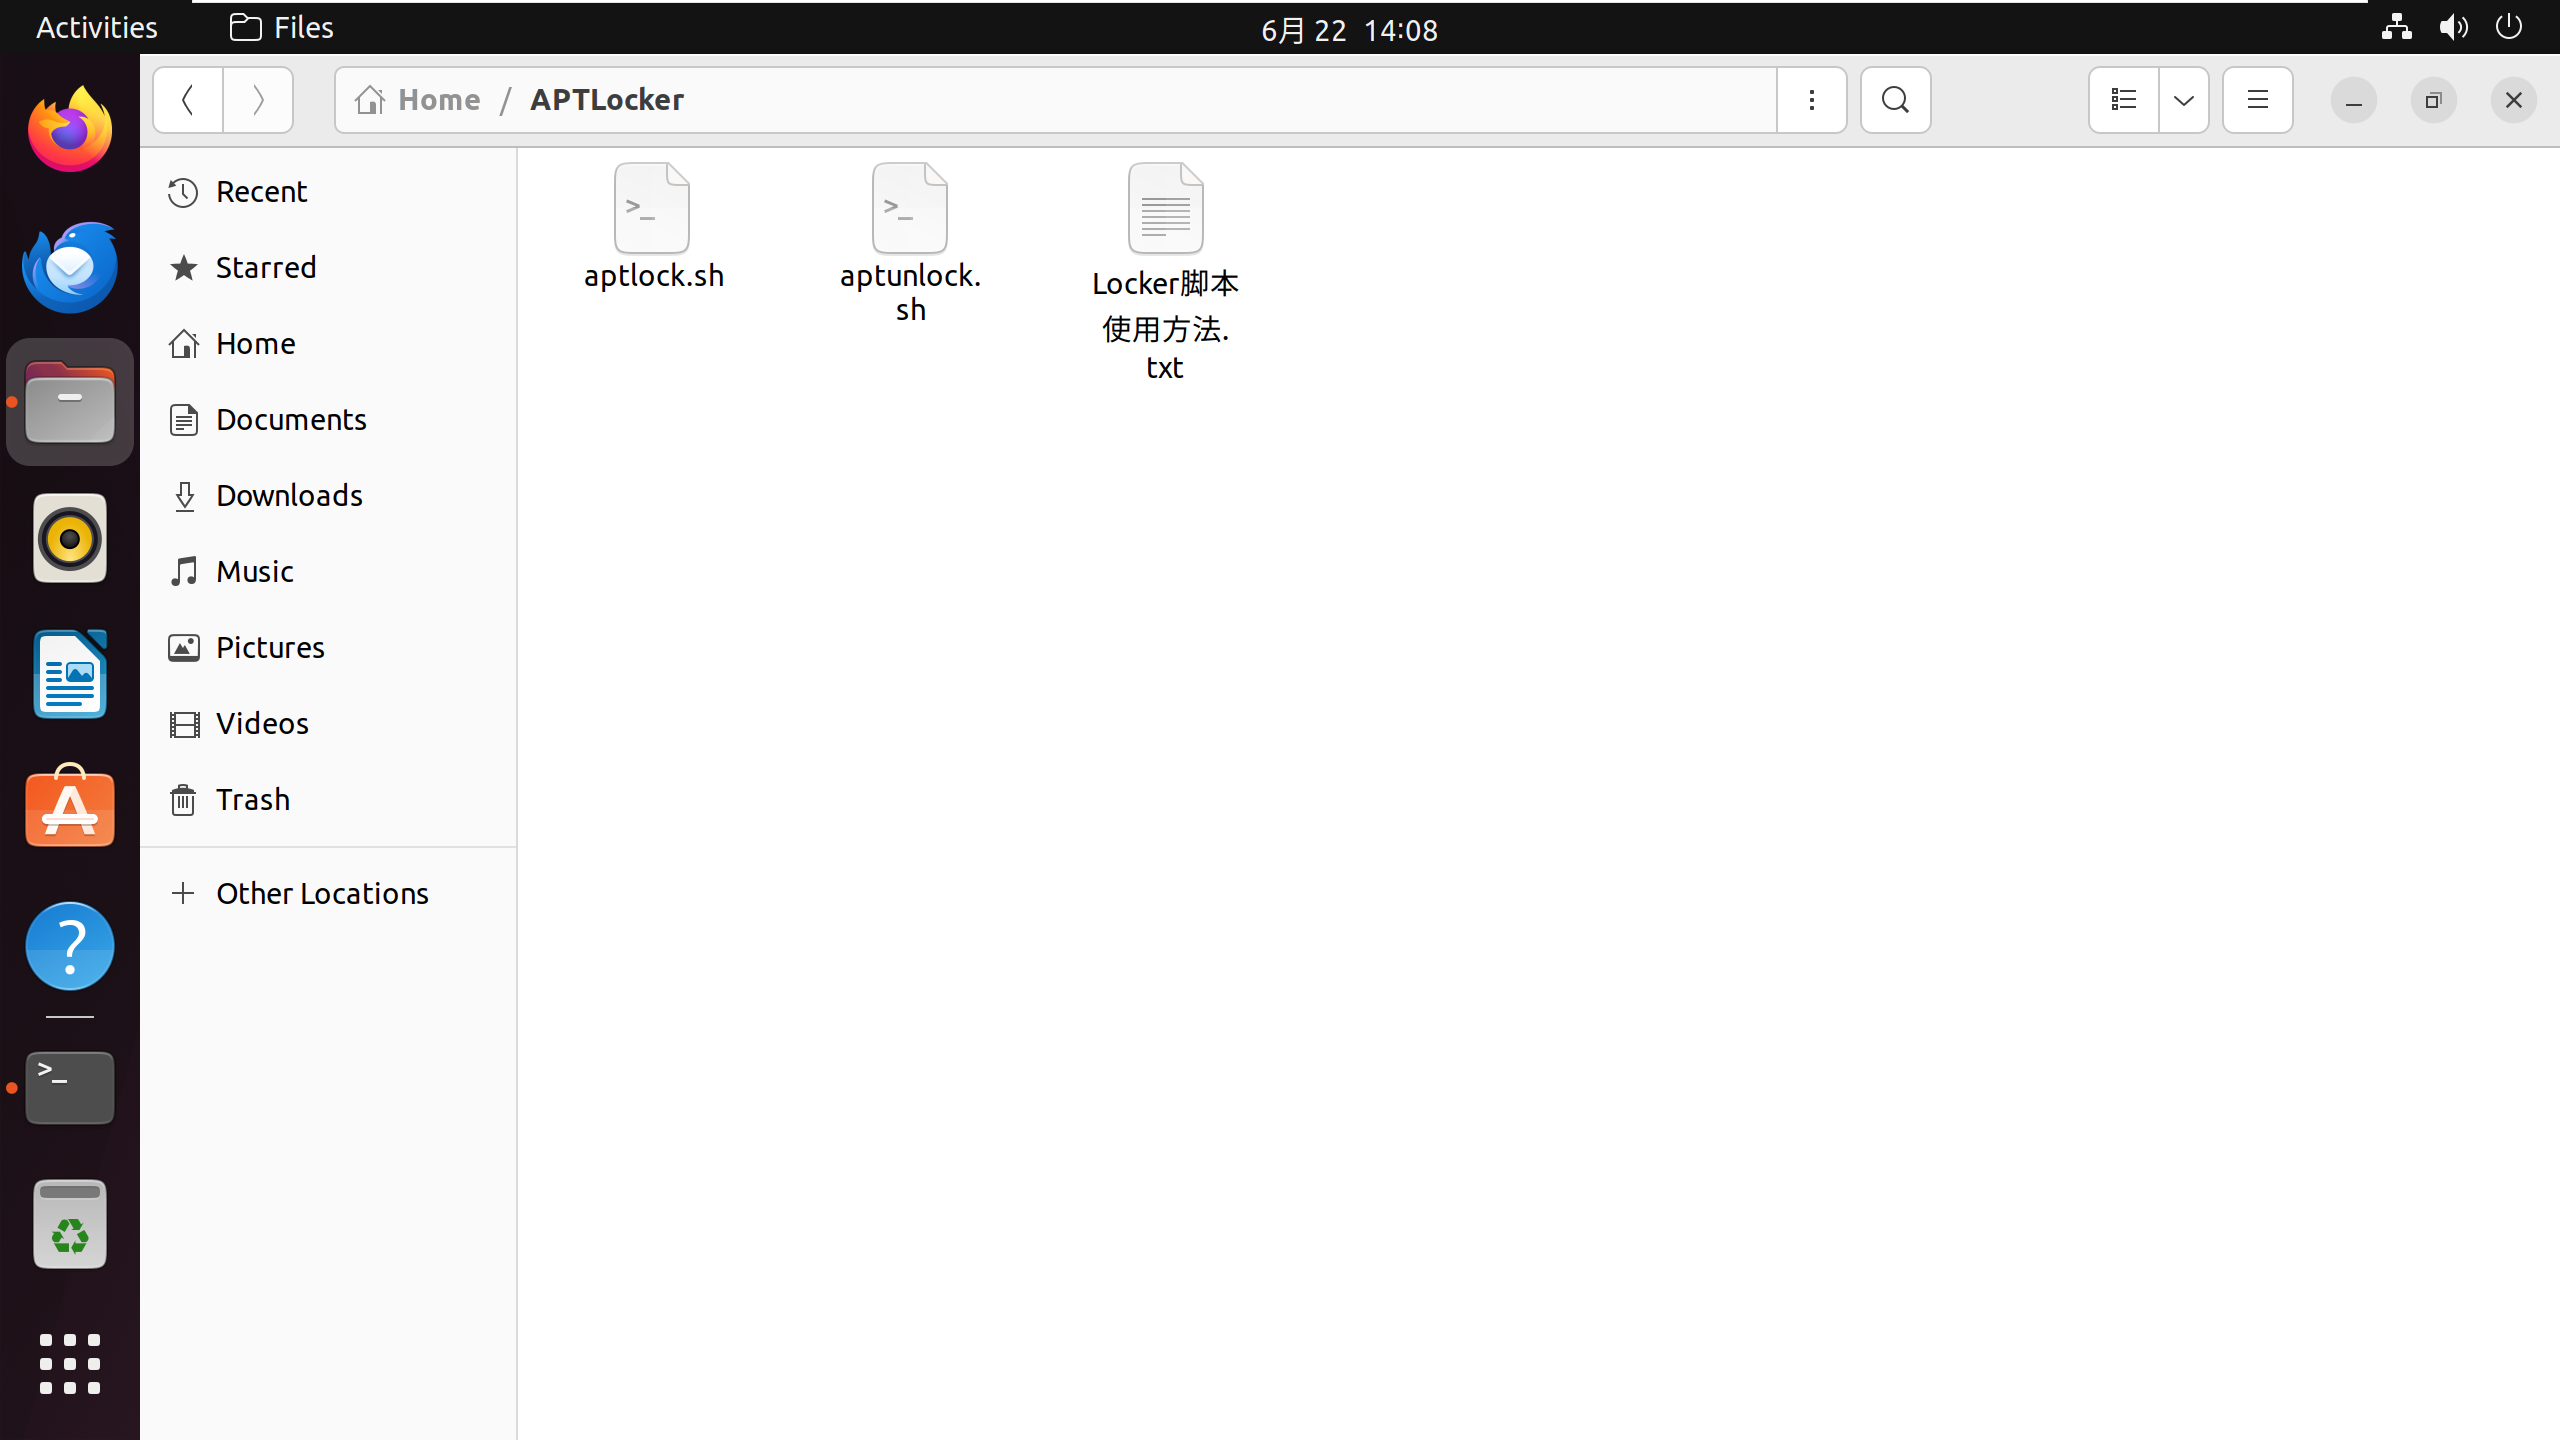 Activities
Files
6月 22 14:08
Home / APTLocker
Recent
Starred
Home
Documents
Downloads
Music
Pictures
Videos
Trash
Other Locations
aptlock.sh
aptunlock.
sh
Locker脚本
使用方法.
txt